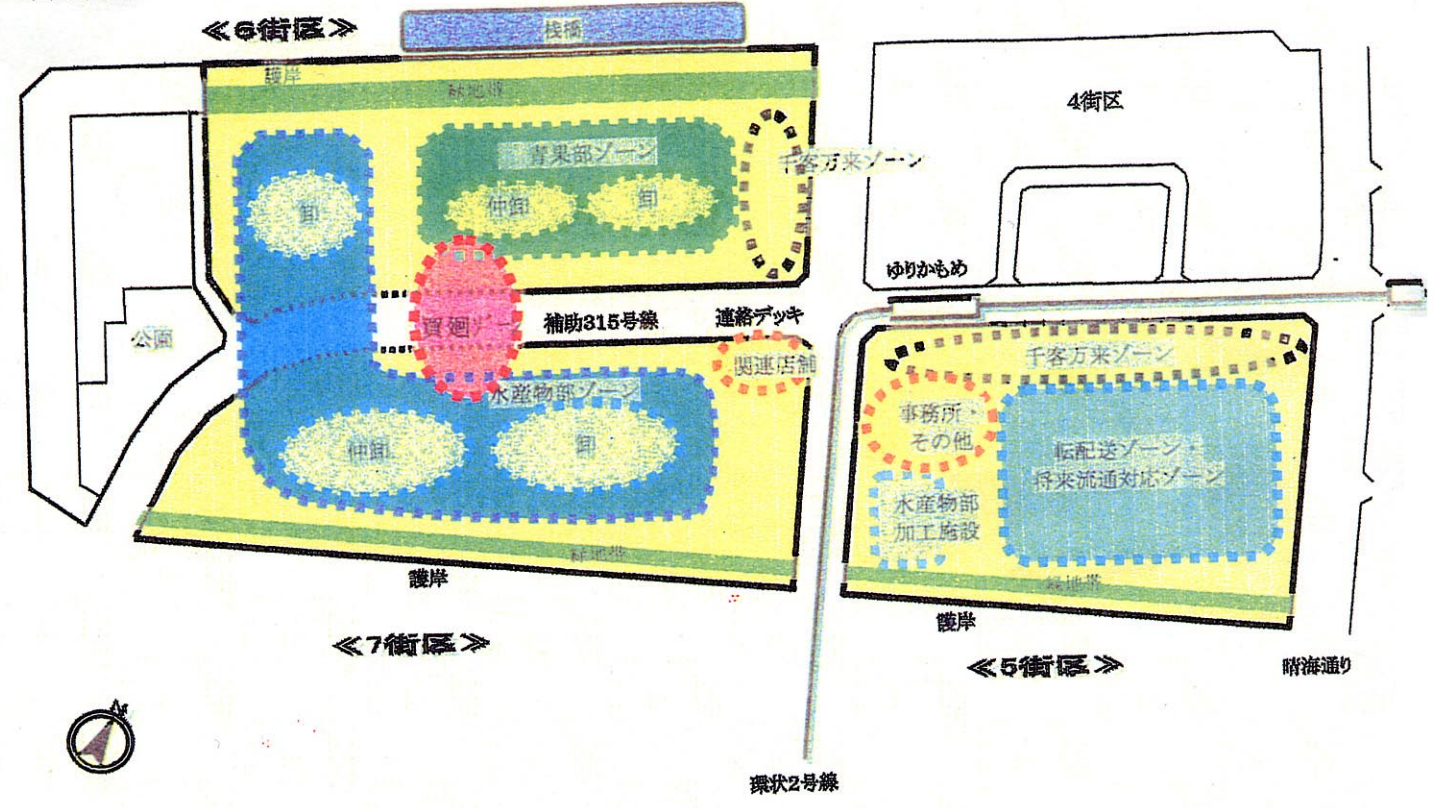 ≪6街区≫
桟橋
護岸
緑地帯
4街区
青果部ゾーン
千客万来ゾーン
卸
仲卸
卸
ゆりかもめ
公園
買廻ゾーン
補助315号線
連絡デッキ
関連店舗
千客万来ゾーン
水産物部ゾーン
事務所・
その他
転配送ゾーン・
将来流通対応ゾーン
仲卸
卸
水産物部
加工施設
緑地帯
護岸
緑地帯
護岸
≪7街区≫
≪5街区≫
晴海通り
N
環状2号線